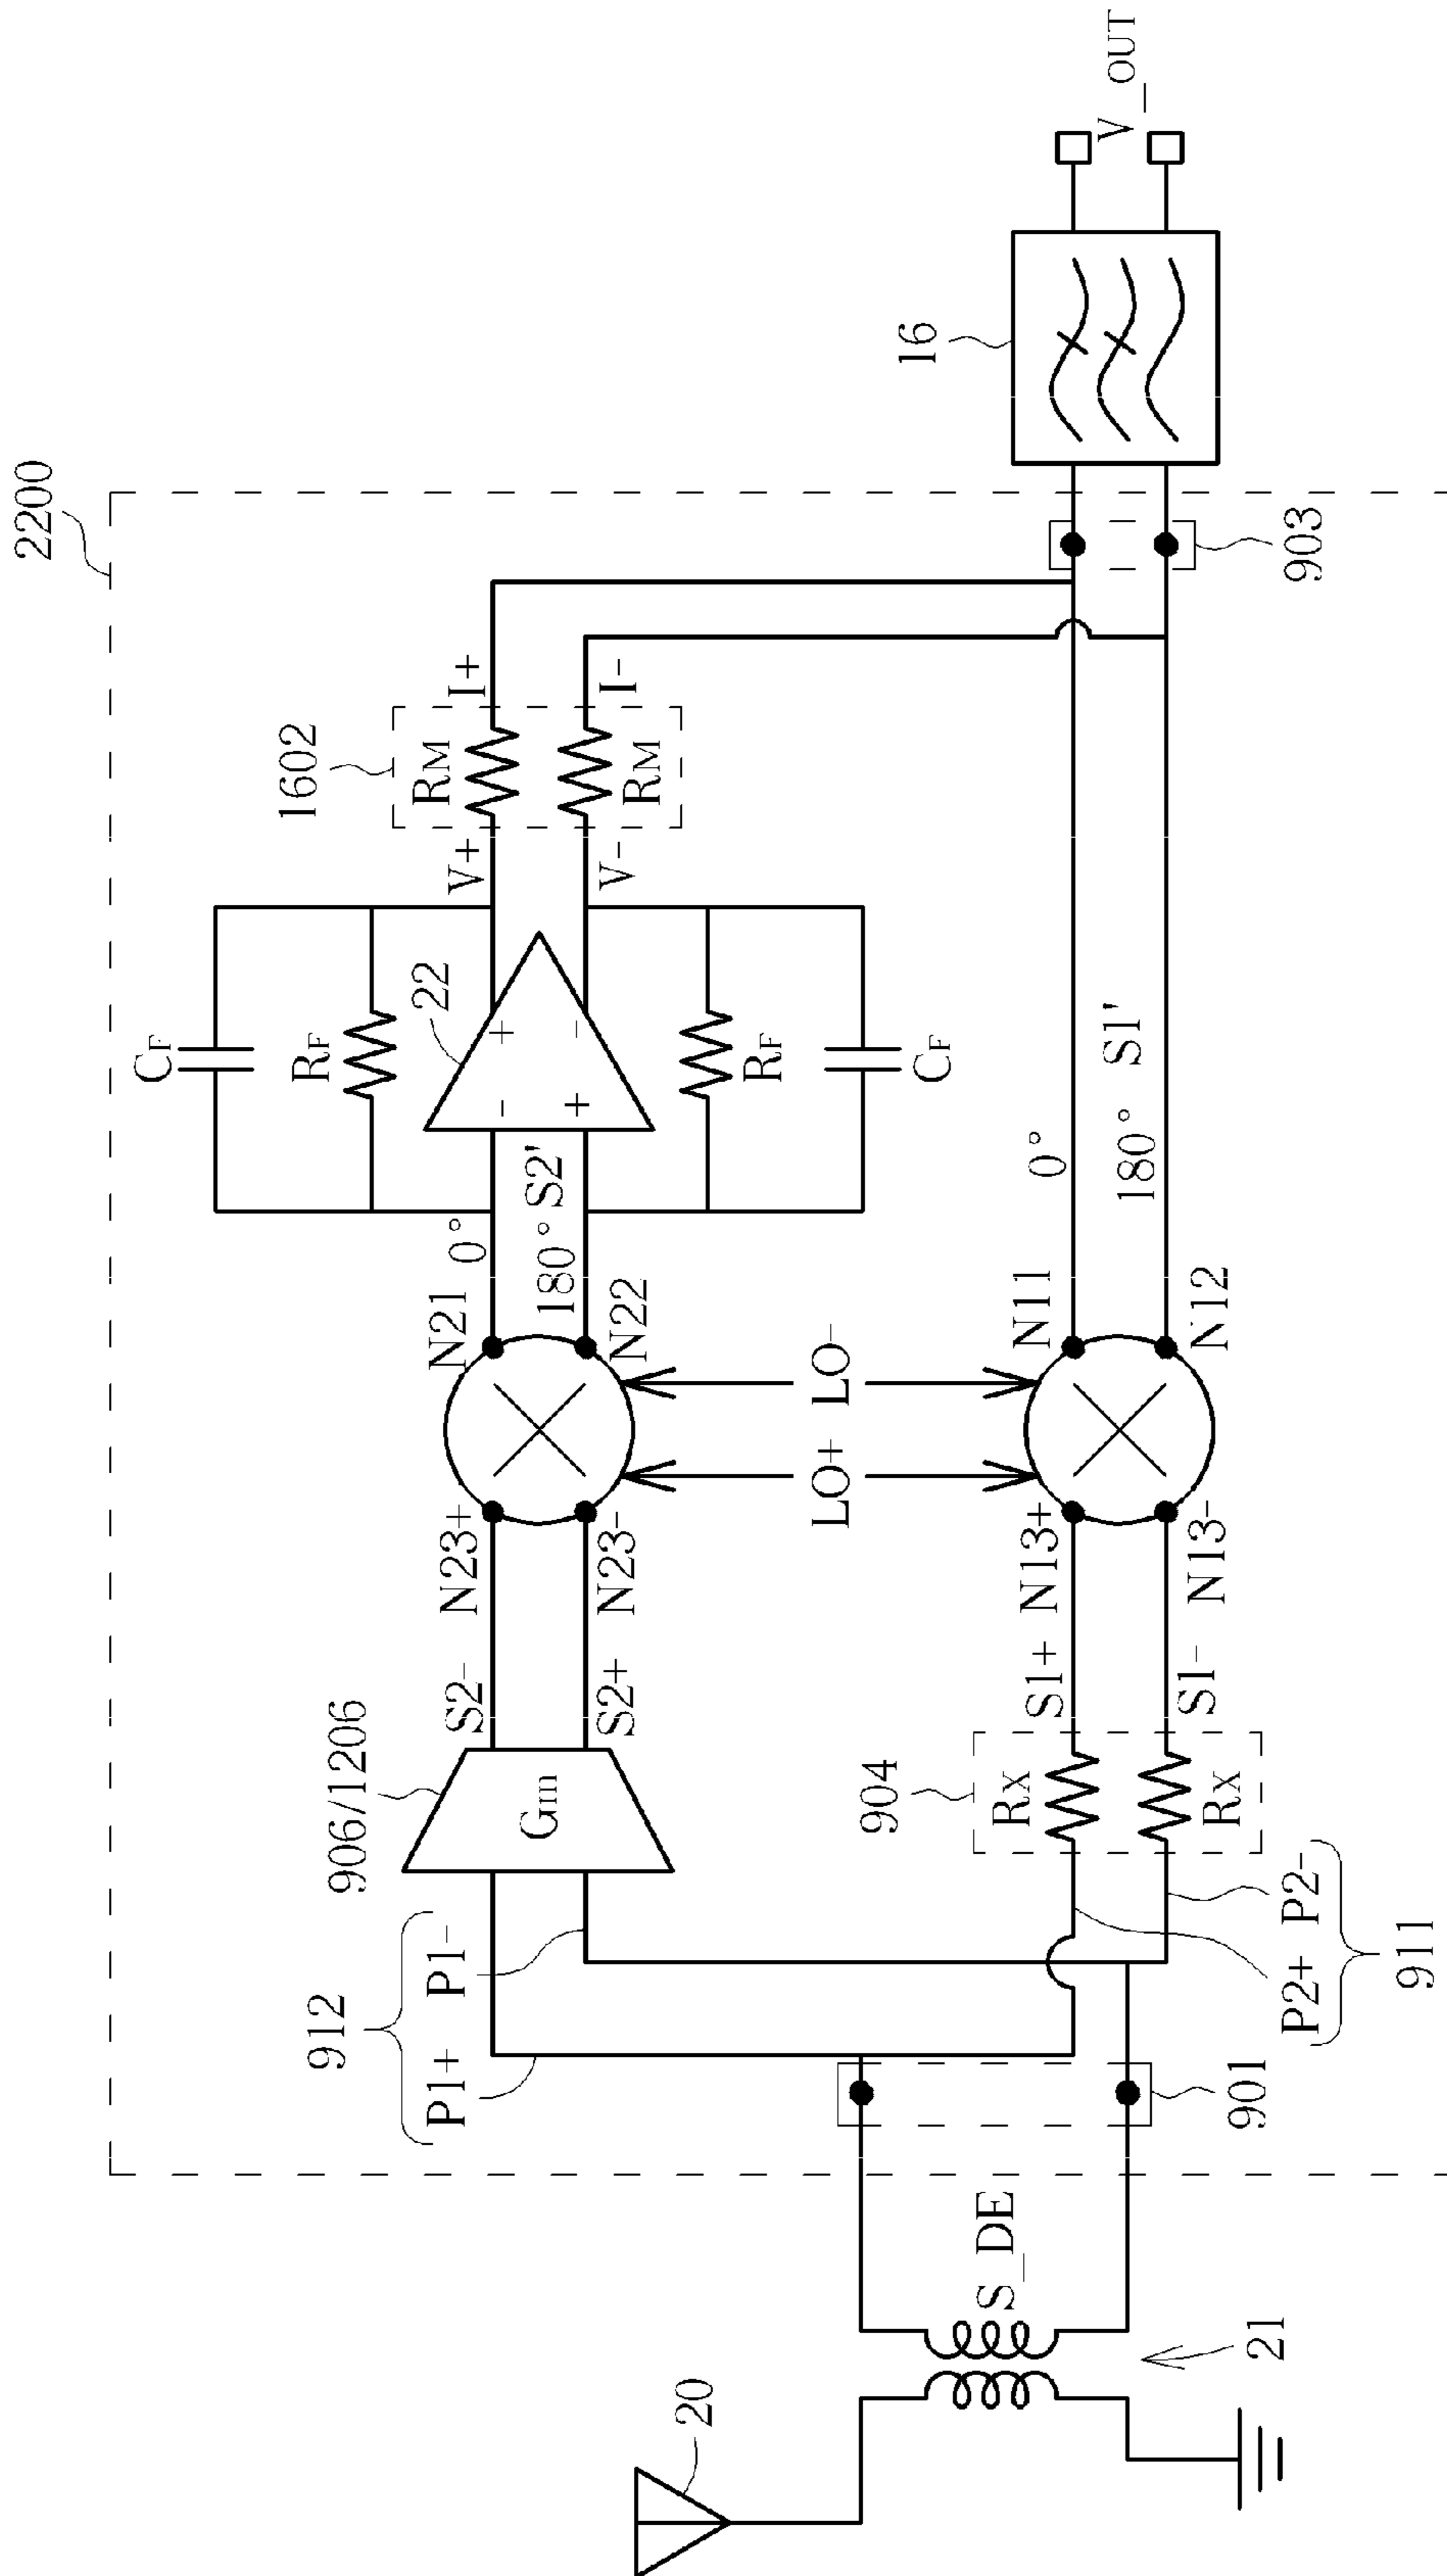 2200
CF
RF
22
1602
RM
V+
I+
912
P1+ P1-
906/1206
Gm
S2-
S2+
N23+
N23-
N21
N22
0°
180° S2'
- +
+ -
V-
I-
RM
RF
CF
LO+ LO-
20
21
S_DE
901
904
RX
RX
S1+
S1-
N13+
N13-
N11
N12
0°
180° S1'
P2+ P2-
911
903
16
V_OUT